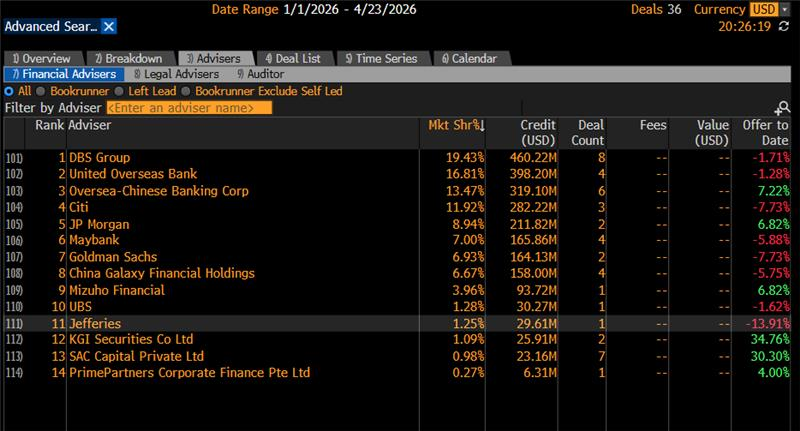 Date Range 1/1/2026 - 4/23/2026 Deals 36 Currency USD
Advanced Sear... X 20:26:19
1) Overview 2) Breakdown 3) Advisers 4) Deal List 5) Time Series 6) Calendar
7) Financial Advisers 8) Legal Advisers 9) Auditor
All Bookrunner Left Lead Bookrunner Exclude Self Led
Filter by Adviser <Enter an adviser name>
Rank Adviser Mkt Shr%↓ Credit (USD) Deal Count Fees Value (USD) Offer to Date
101) 1 DBS Group 19.43% 460.22M 8 -- -- -1.71%
102) 2 United Overseas Bank 16.81% 398.20M 4 -- -- -1.28%
103) 3 Oversea-Chinese Banking Corp 13.47% 319.10M 6 -- -- 7.22%
104) 4 Citi 11.92% 282.22M 3 -- -- -7.73%
105) 5 JP Morgan 8.94% 211.82M 2 -- -- 6.82%
106) 6 Maybank 7.00% 165.86M 4 -- -- -5.88%
107) 7 Goldman Sachs 6.93% 164.13M 2 -- -- -7.73%
108) 8 China Galaxy Financial Holdings 6.67% 158.00M 4 -- -- -5.75%
109) 9 Mizuho Financial 3.96% 93.72M 1 -- -- 6.82%
110) 10 UBS 1.28% 30.27M 1 -- -- -1.62%
111) 11 Jefferies 1.25% 29.61M 1 -- -- -13.91%
112) 12 KGI Securities Co Ltd 1.09% 25.91M 2 -- -- 34.76%
113) 13 SAC Capital Private Ltd 0.98% 23.16M 7 -- -- 30.30%
114) 14 PrimePartners Corporate Finance Pte Ltd 0.27% 6.31M 1 -- -- 4.00%